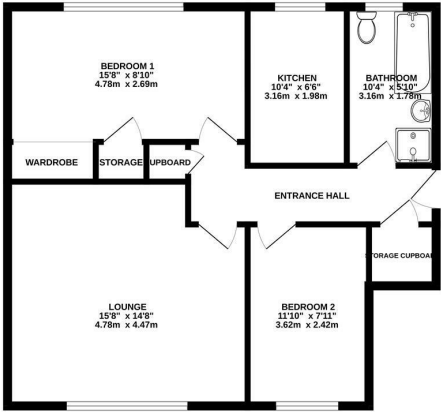 BEDROOM 1
15'8" x 8'10"
4.78m x 2.69m
KITCHEN
10'4" x 6'6"
3.16m x 1.98m
BATHROOM
10'4" x 5'10"
3.16m x 1.78m
WARDROBE
STORAGE
UPBOARD
ENTRANCE HALL
STORAGE CUPBOARD
LOUNGE
15'8" x 14'8"
4.78m x 4.47m
BEDROOM 2
11'10" x 7'11"
3.62m x 2.42m